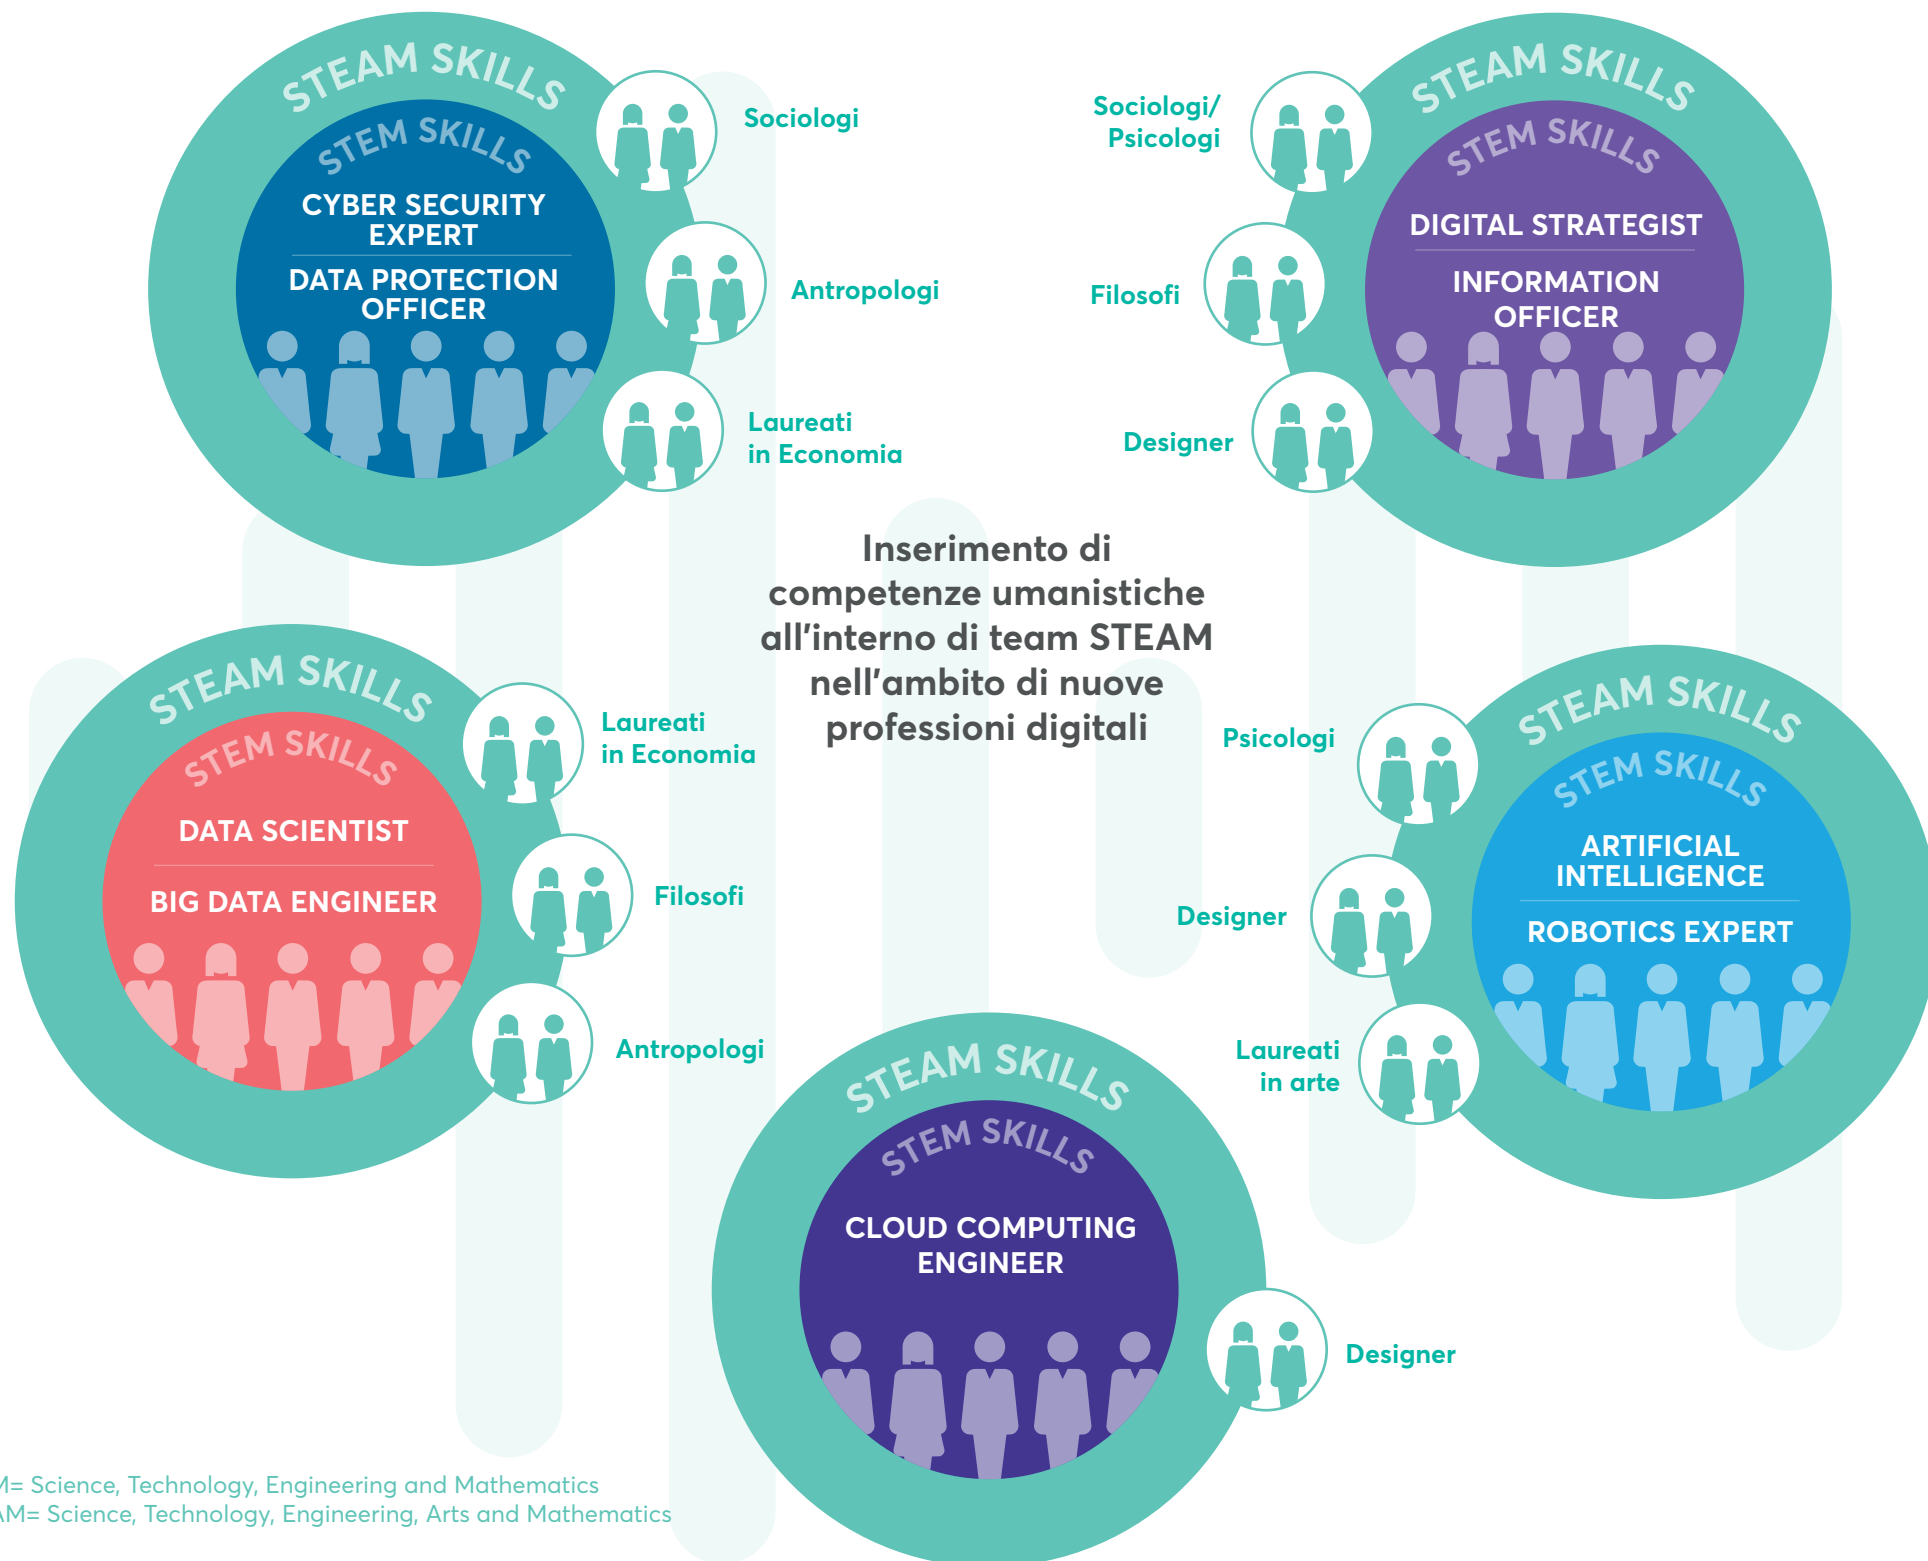 STEAM SKILLS
STEM SKILLS
CYBER SECURITY
EXPERT
DATA PROTECTION
OFFICER
Sociologi
Antropologi
Laureati
in Economia
STEAM SKILLS
STEM SKILLS
DIGITAL STRATEGIST
INFORMATION
OFFICER
Sociologi/
Psicologi
Filosofi
Designer
Inserimento di
competenze umanistiche
all'interno di team STEAM
nell'ambito di nuove
professioni digitali
STEAM SKILLS
STEM SKILLS
DATA SCIENTIST
BIG DATA ENGINEER
Laureati
in Economia
Filosofi
Antropologi
STEAM SKILLS
STEM SKILLS
ARTIFICIAL
INTELLIGENCE
ROBOTICS EXPERT
Psicologi
Designer
Laureati
in arte
STEAM SKILLS
STEM SKILLS
CLOUD COMPUTING
ENGINEER
Designer
M= Science, Technology, Engineering and Mathematics
AM= Science, Technology, Engineering, Arts and Mathematics